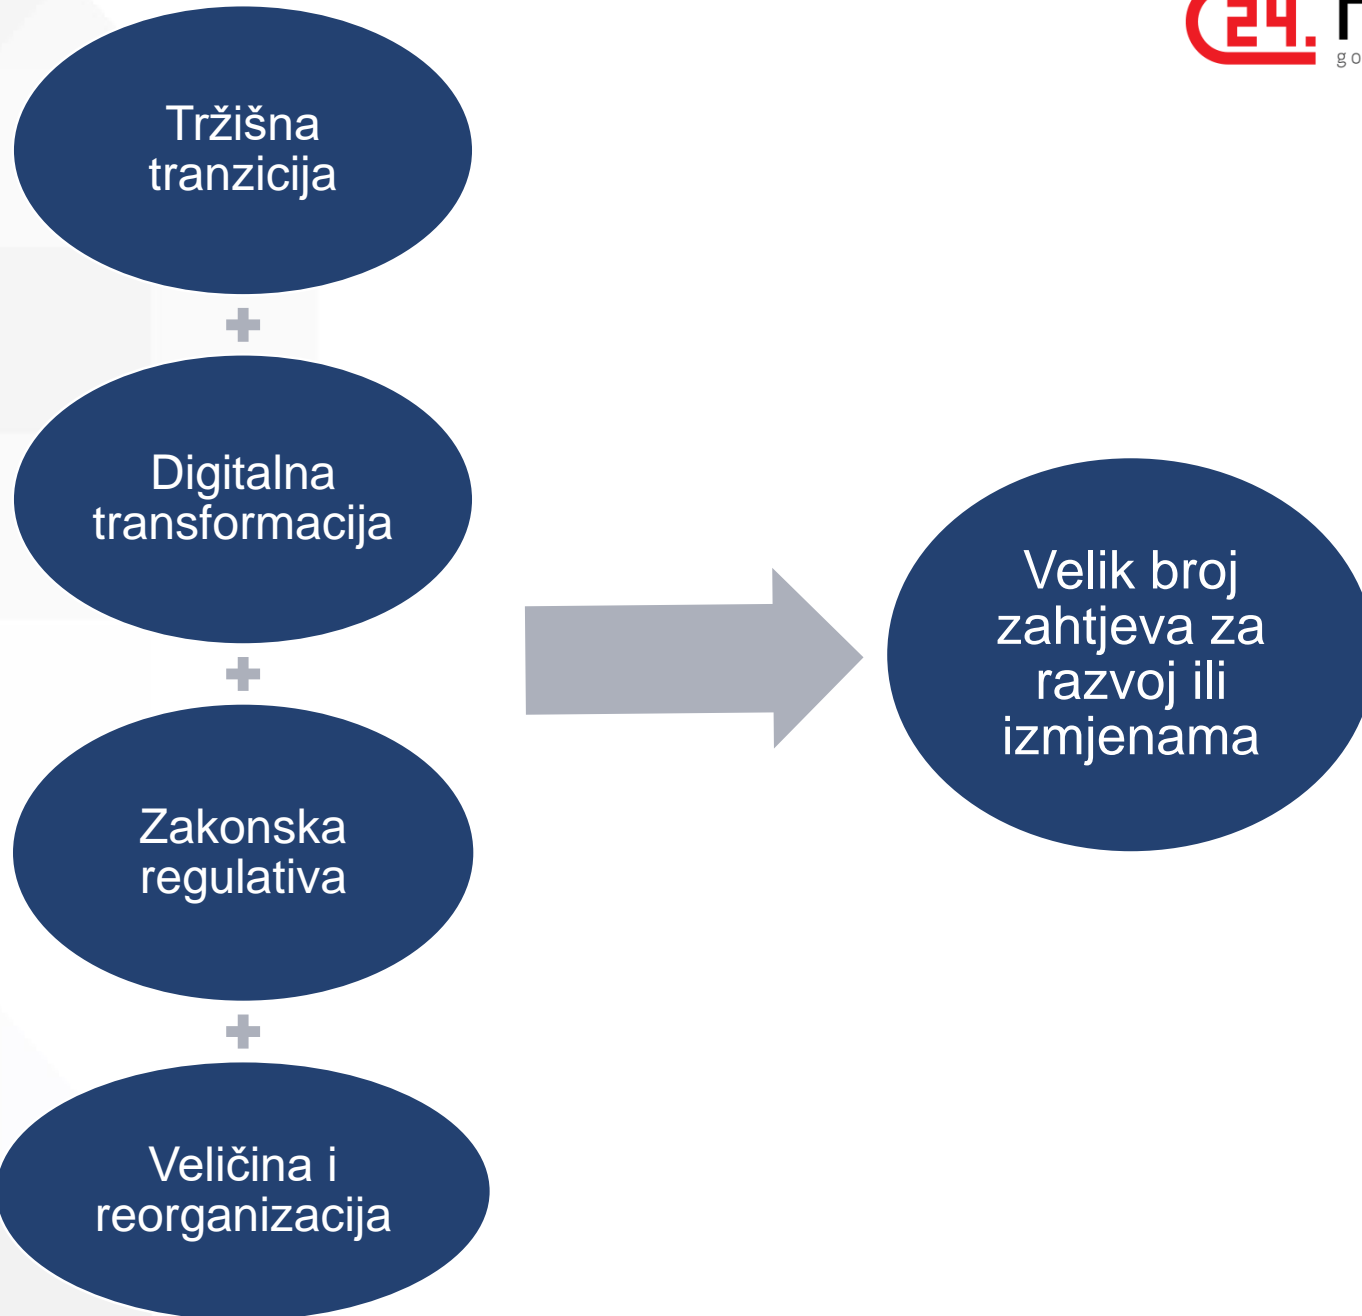 24.
Tržišna
tranzicija
Digitalna
transformacija
Zakonska
regulativa
Veličina i
reorganizacija
Velik broj
zahtjeva za
razvoj ili
izmjenama